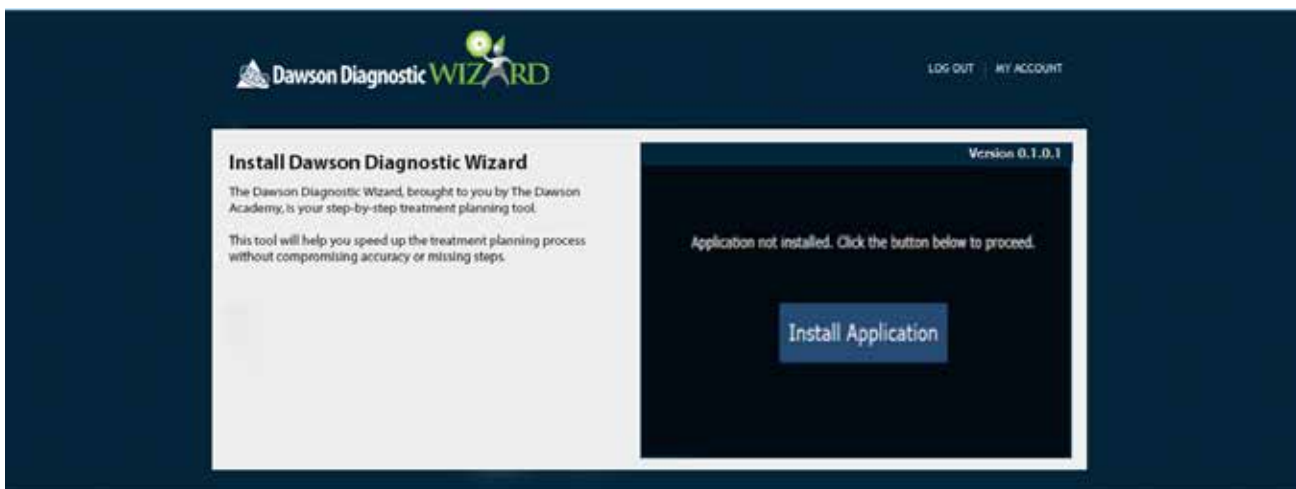 Dawson Diagnostic WIZARD
LOG OUT | MY ACCOUNT
Install Dawson Diagnostic Wizard
The Dawson Diagnostic Wizard, brought to you by The Dawson
Academy, is your step-by-step treatment planning tool.
This tool will help you speed up the treatment planning process
without compromising accuracy or missing steps.
Version 0.1.0.1
Application not installed. Click the button below to proceed.
Install Application